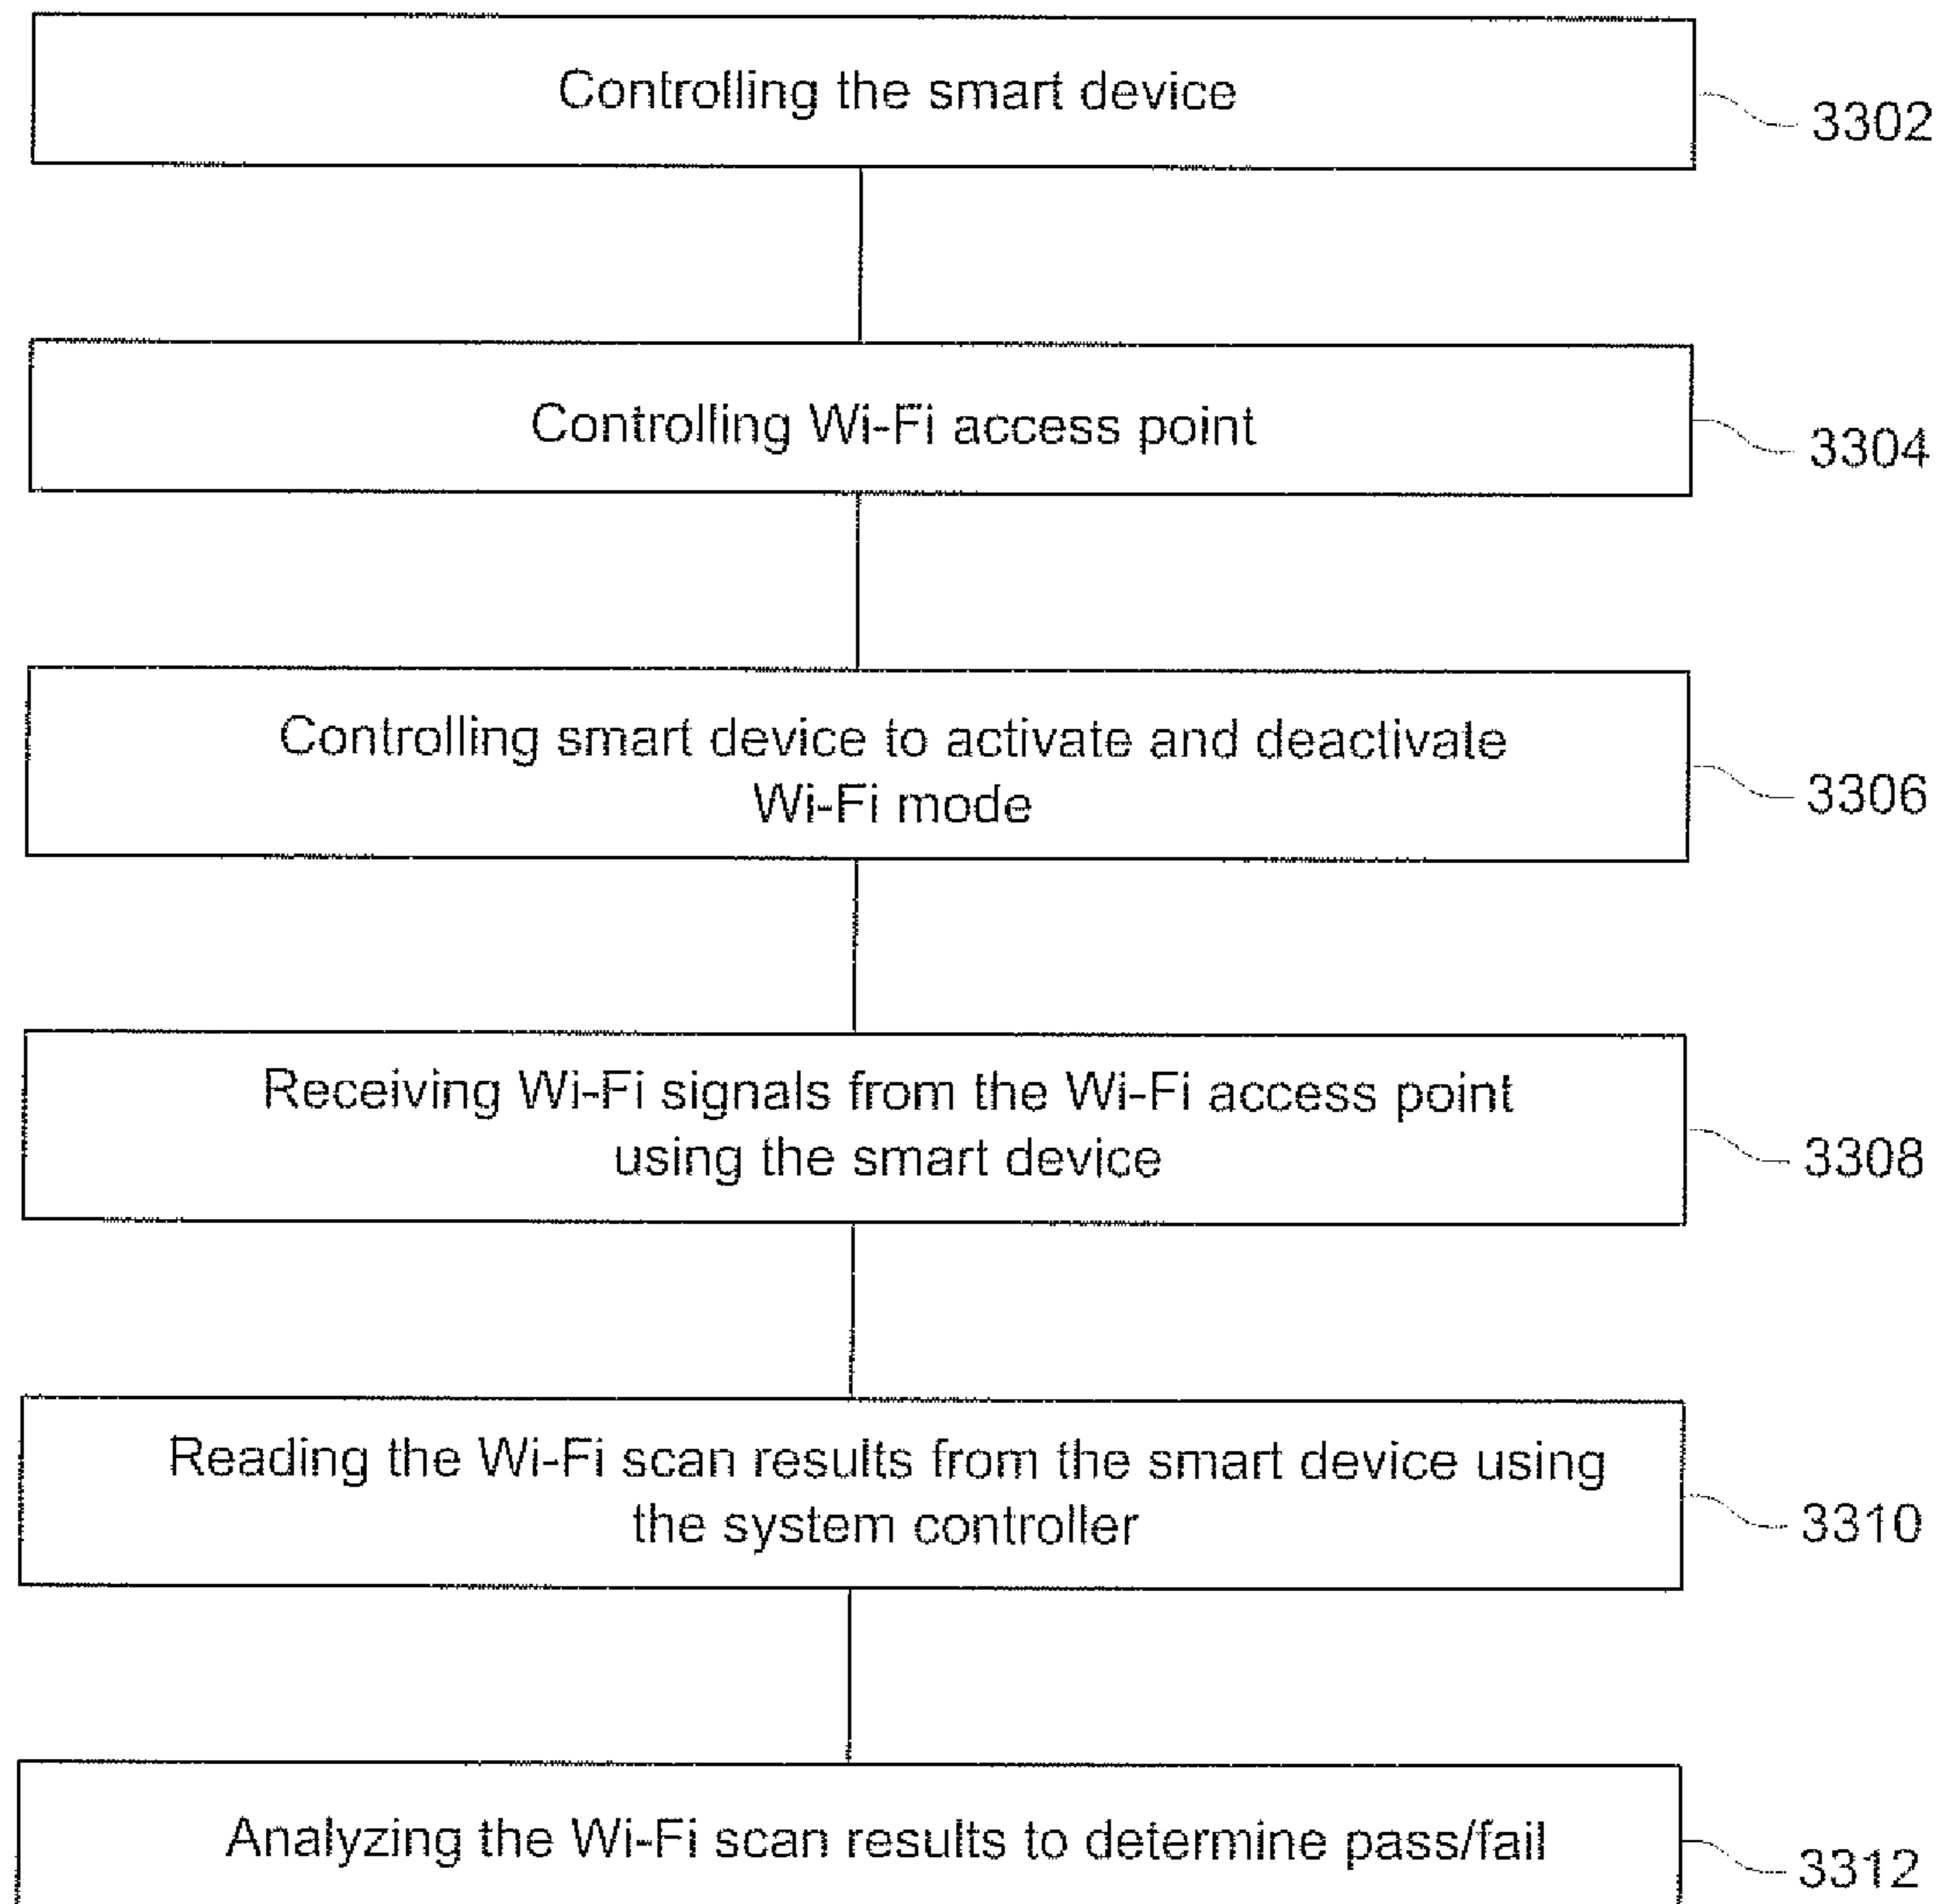 Controlling the smart device
3302
Controlling Wi-Fi access point
3304
Controlling smart device to activate and deactivate
Wi-Fi mode
3306
Receiving Wi-Fi signals from the Wi-Fi access point
using the smart device
3308
Reading the Wi-Fi scan results from the smart device using
the system controller
3310
Analyzing the Wi-Fi scan results to determine pass/fail
3312